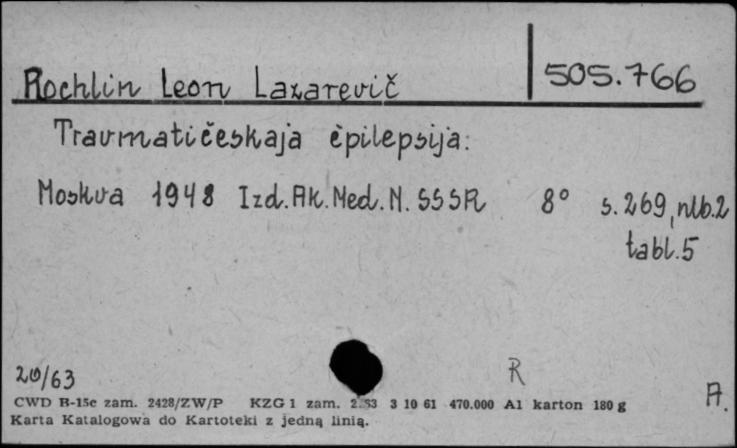 Rochlin Leon Lazarevič
505.766
Travmatičeskaja èpilepsija.
Moskva 1948 Izd. Ak. Med. N. SSSR 8° s. 269, nlb. 2
tabl. 5
20/63
R
A.
CWD B-15c zam. 2428/ZW/P KZG 1 zam. 3 10 61 470.000 A1 karton 180 g
Karta Katalogowa do Kartoteki z jedną linią.